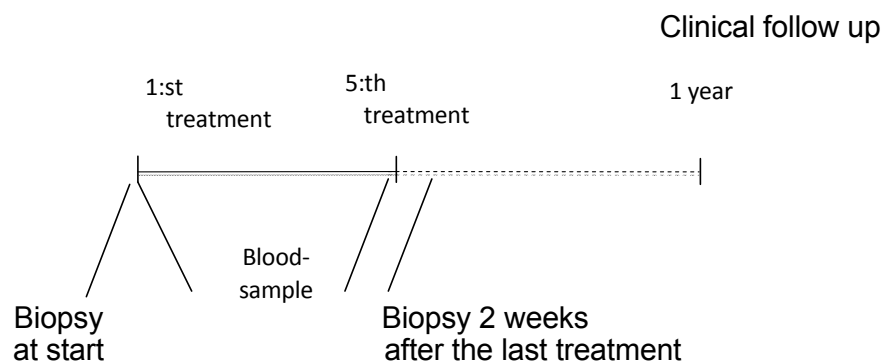 Clinical follow up
1:st
treatment
5:th
treatment
1 year
Blood-
sample
Biopsy
at start
Biopsy 2 weeks
after the last treatment